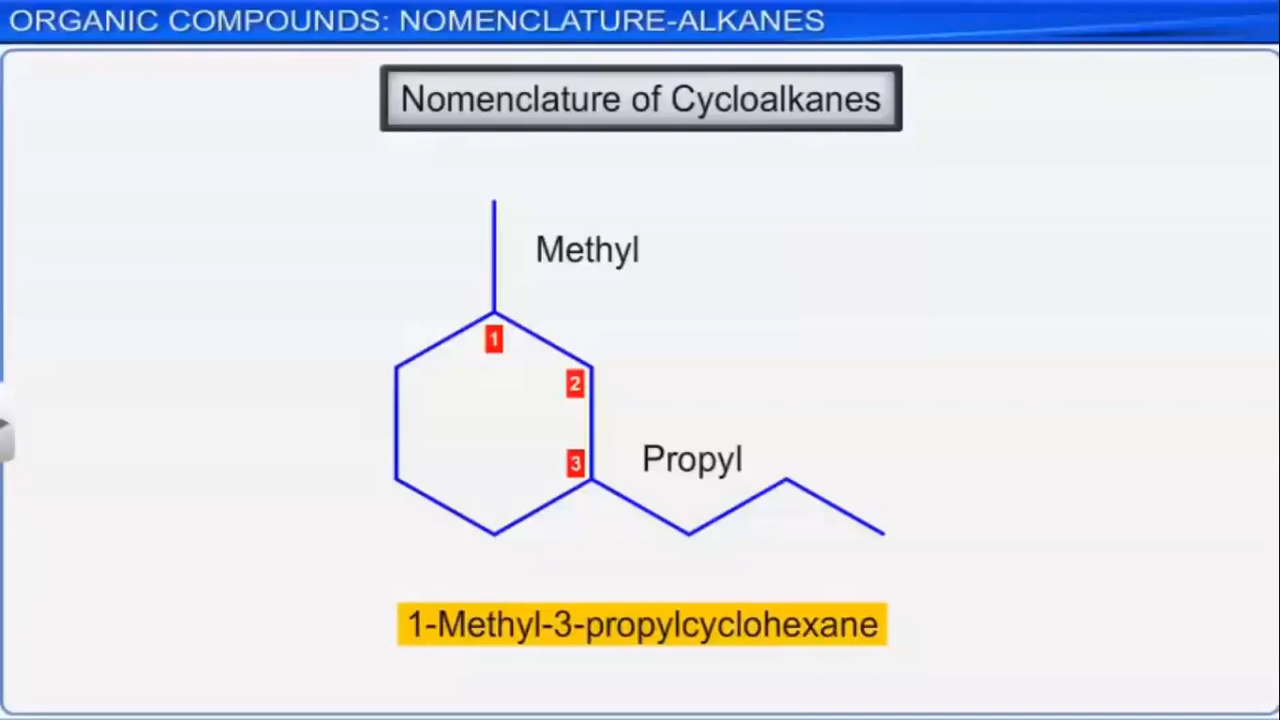 ORGANIC COMPOUNDS: NOMENCLATURE-ALKANES
Nomenclature of Cycloalkanes
Methyl
1
2
3
Propyl
1-Methyl-3-propylcyclohexane